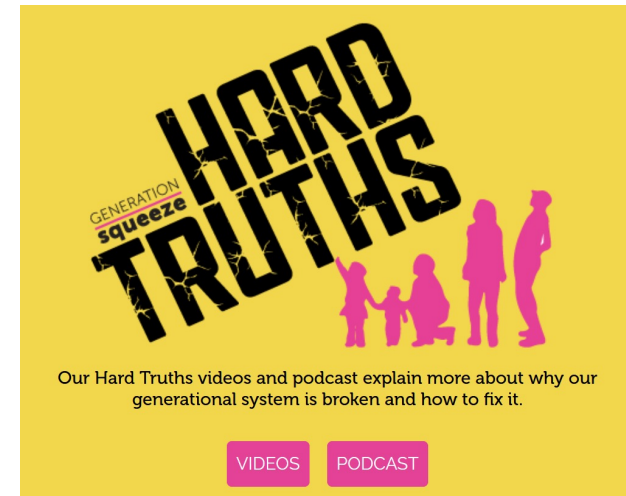 GENERATION
squeeze
HARD
TRUTHS
Our Hard Truths videos and podcast explain more about why our
generational system is broken and how to fix it.
VIDEOS
PODCAST